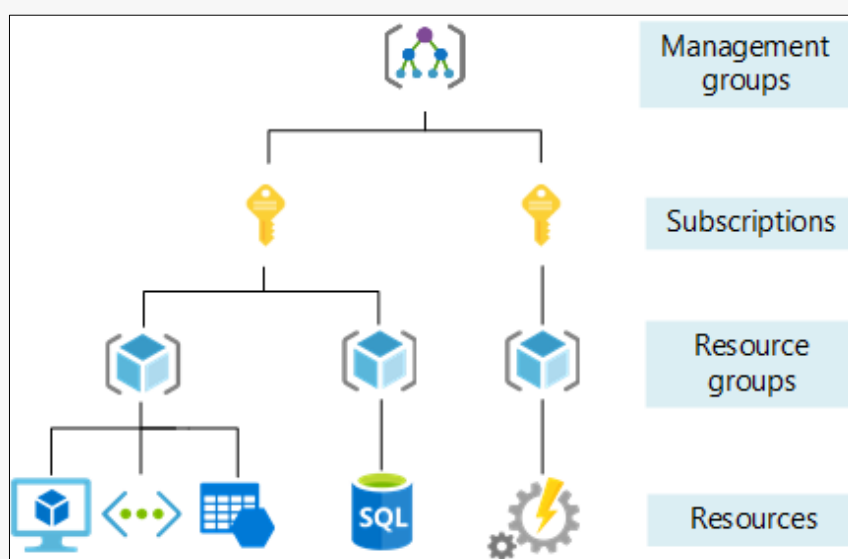 Management
groups
Subscriptions
Resource
groups
SQL
Resources